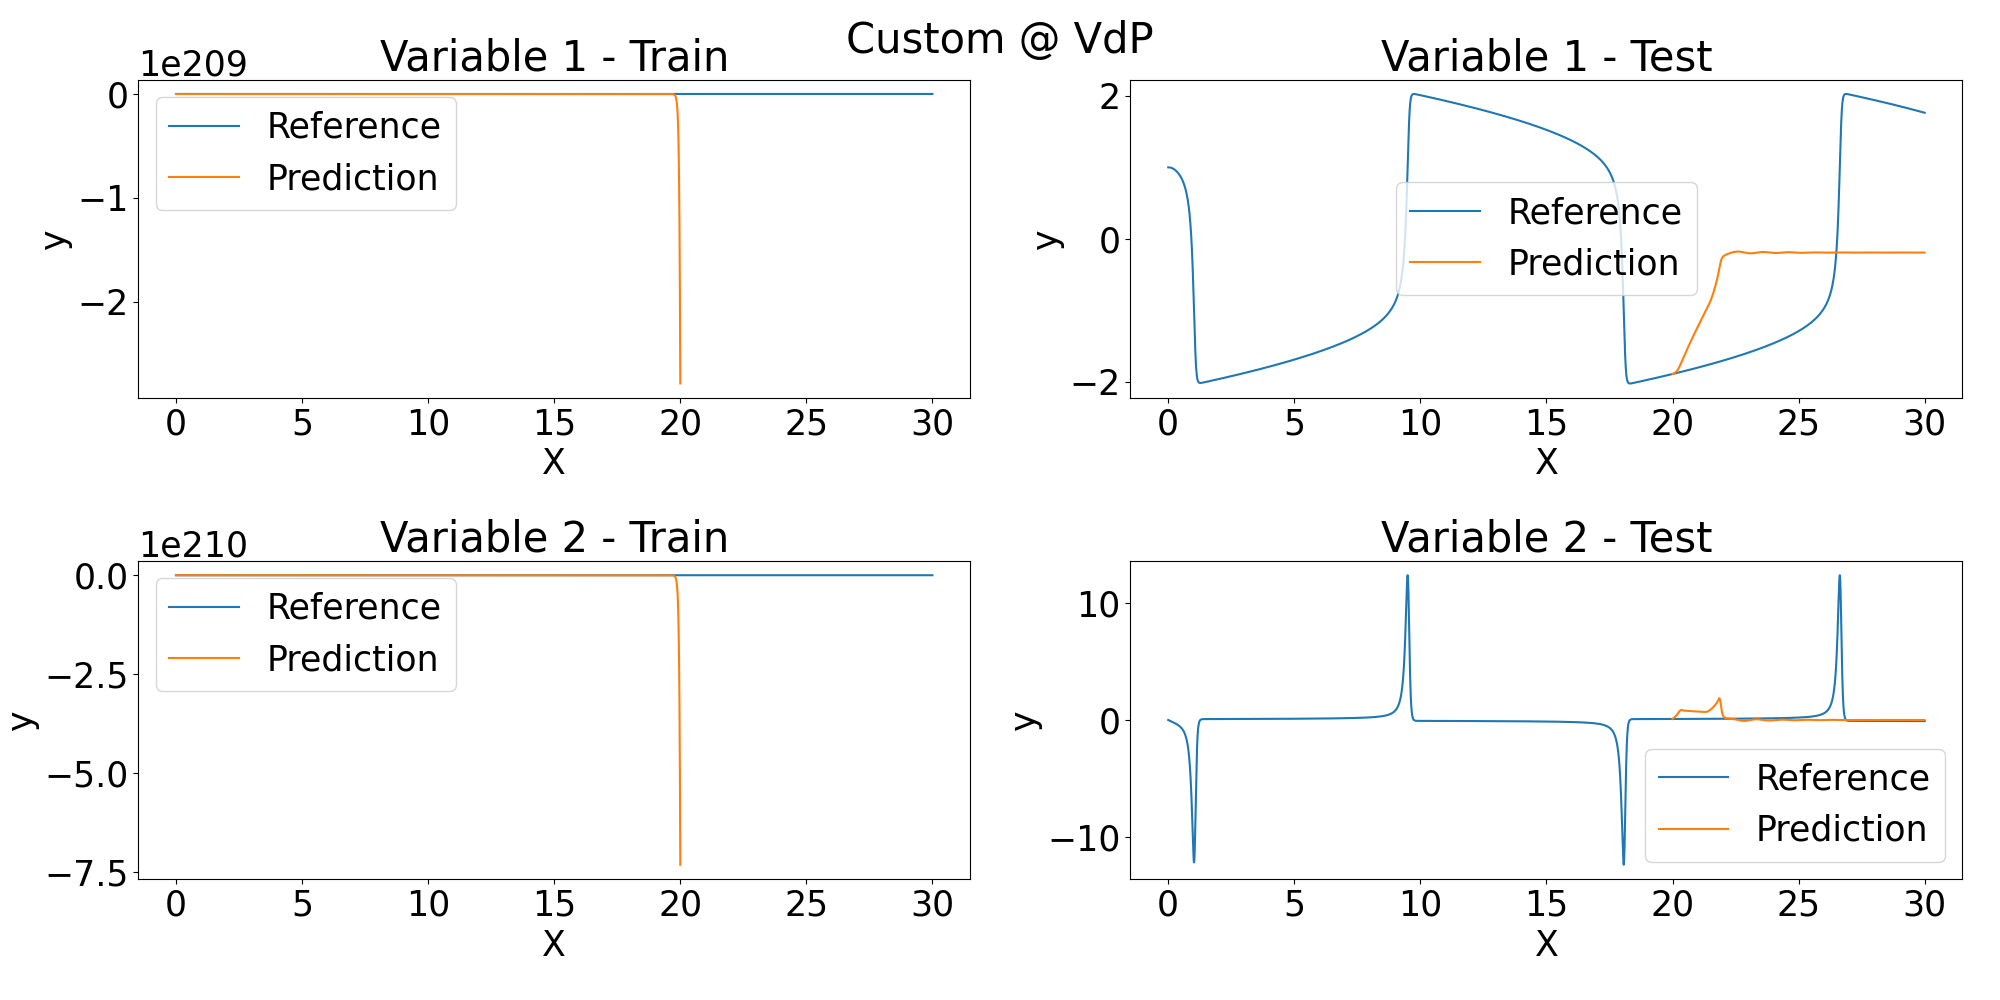 Custom @ VdP
Variable 1 - Train
1e209
0
−1
−2
y
Reference
Prediction
0 5 10 15 20 25 30
X
Variable 1 - Test
2
0
−2
y
Reference
Prediction
0 5 10 15 20 25 30
X
Variable 2 - Train
1e210
0.0
−2.5
−5.0
−7.5
y
Reference
Prediction
0 5 10 15 20 25 30
X
Variable 2 - Test
10
0
−10
y
Reference
Prediction
0 5 10 15 20 25 30
X